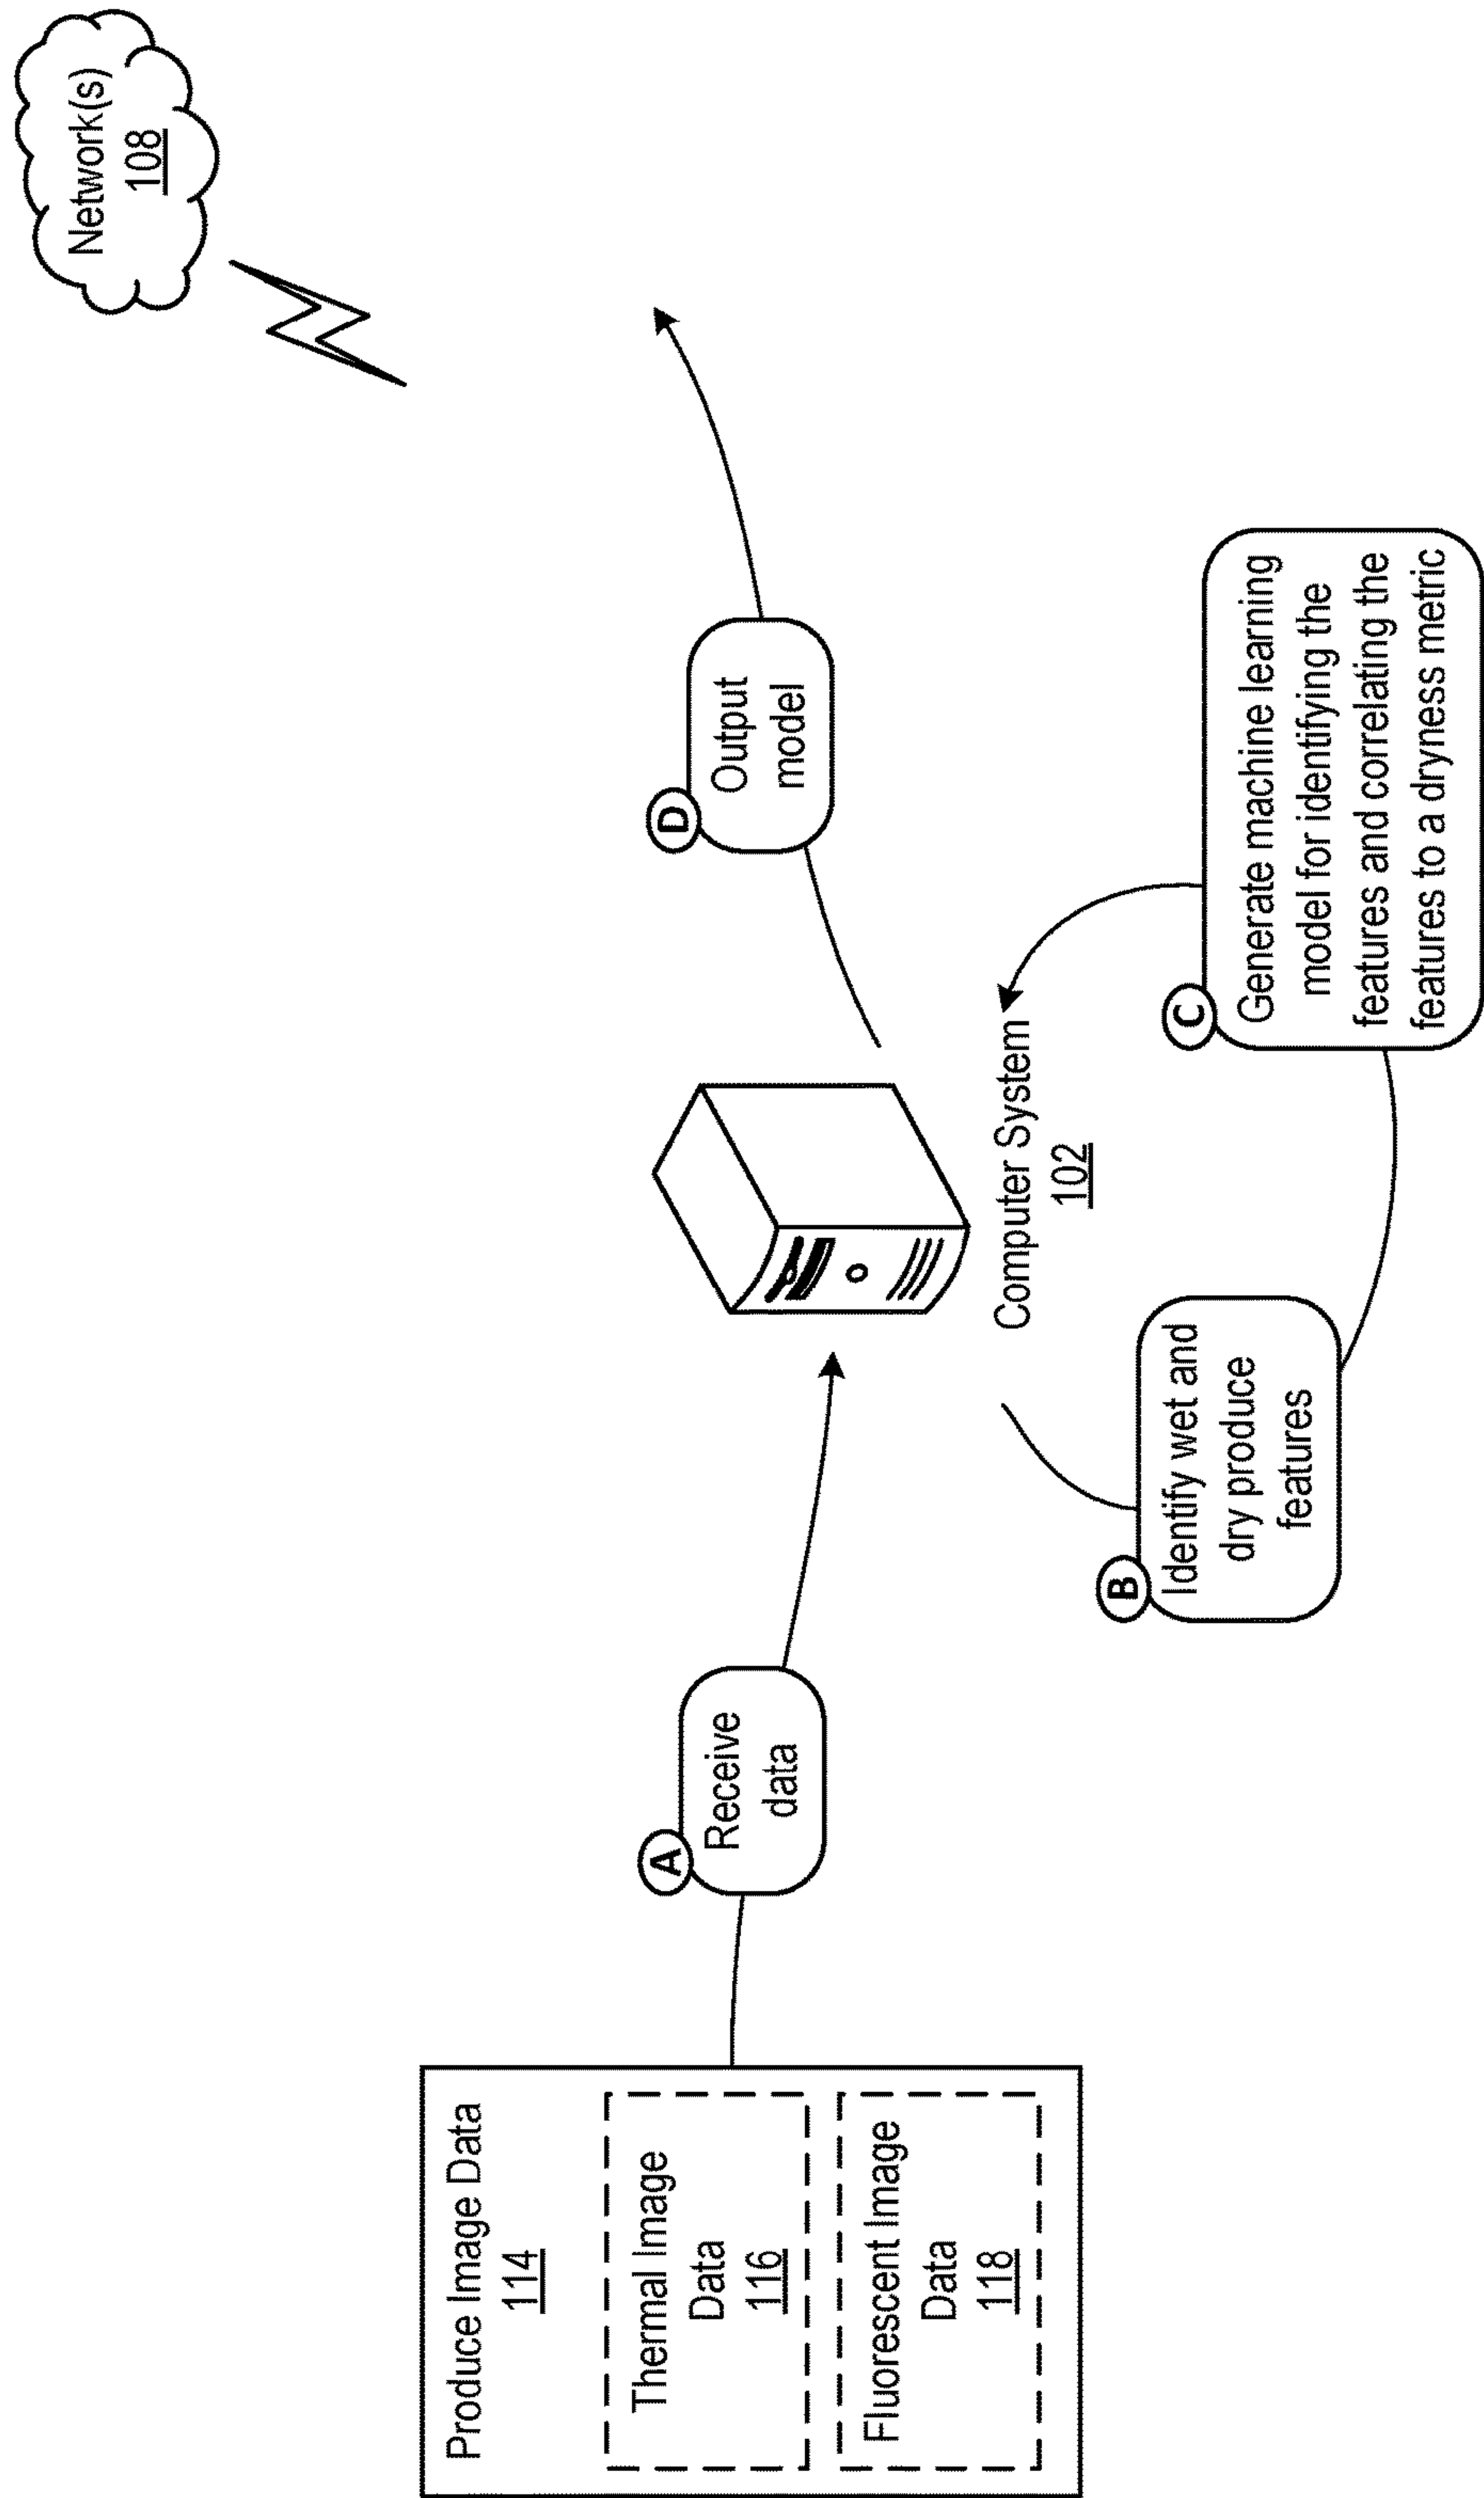 Network(s)
108
Produce Image Data
114
Thermal Image
Data
116
Fluorescent Image
Data
118
A
Receive
data
Computer System
102
B
Identify wet and
dry produce
features
C
Generate machine learning
model for identifying the
features and correlating the
features to a dryness metric
D
Output
model